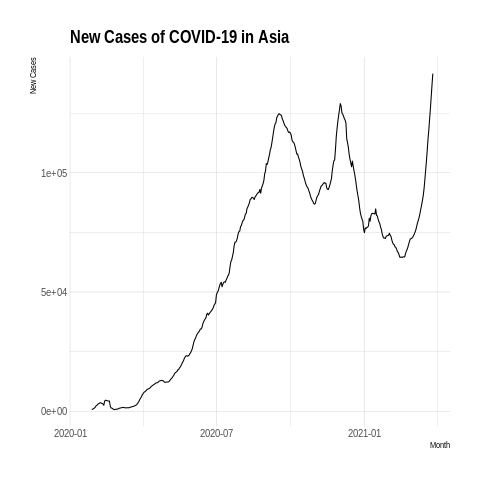 New Cases of COVID-19 in Asia
New Cases
1e+05
5e+04
0e+00
2020-01 2020-07 2021-01
Month